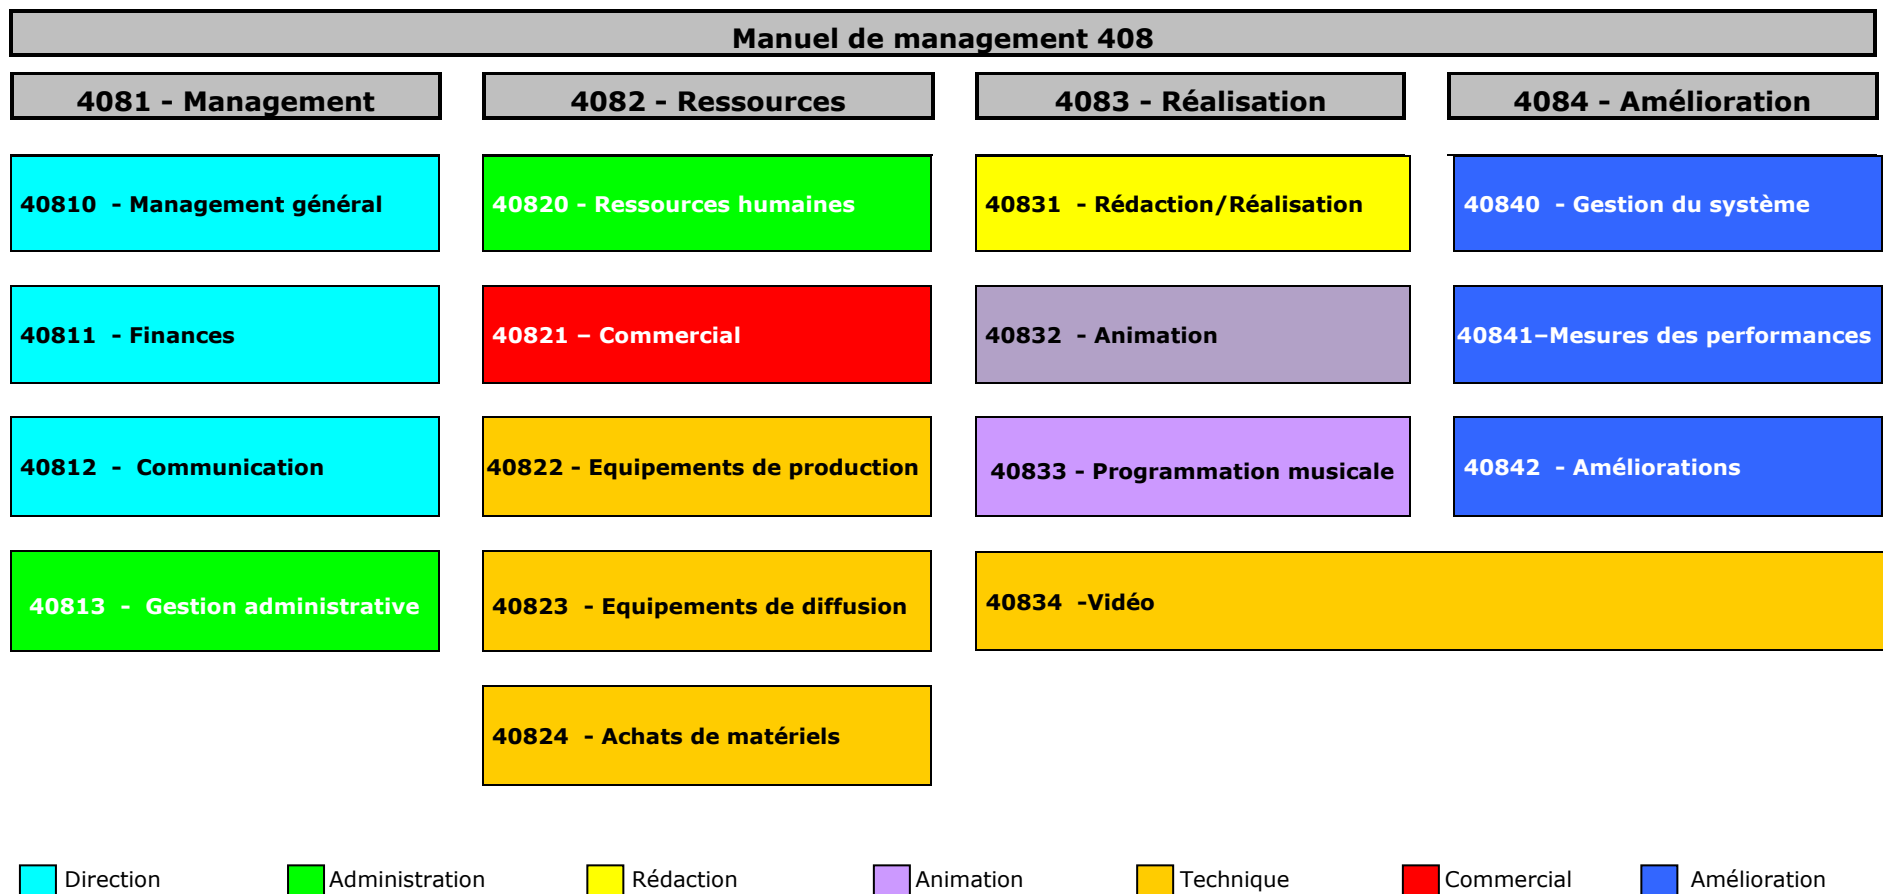 Manuel de management 408
4081 - Management
4082 - Ressources
4083 - Réalisation
4084 - Amélioration
40810 - Management général
40820 - Ressources humaines
40831 - Rédaction/Réalisation
40840 - Gestion du système
40811 - Finances
40821 – Commercial
40832 - Animation
40841–Mesures des performances
40812 - Communication
40822 - Equipements de production
40833 - Programmation musicale
40842 - Améliorations
40813 - Gestion administrative
40823 - Equipements de diffusion
40834 -Vidéo
40824 - Achats de matériels
Direction
Administration
Rédaction
Animation
Technique
Commercial
Amélioration